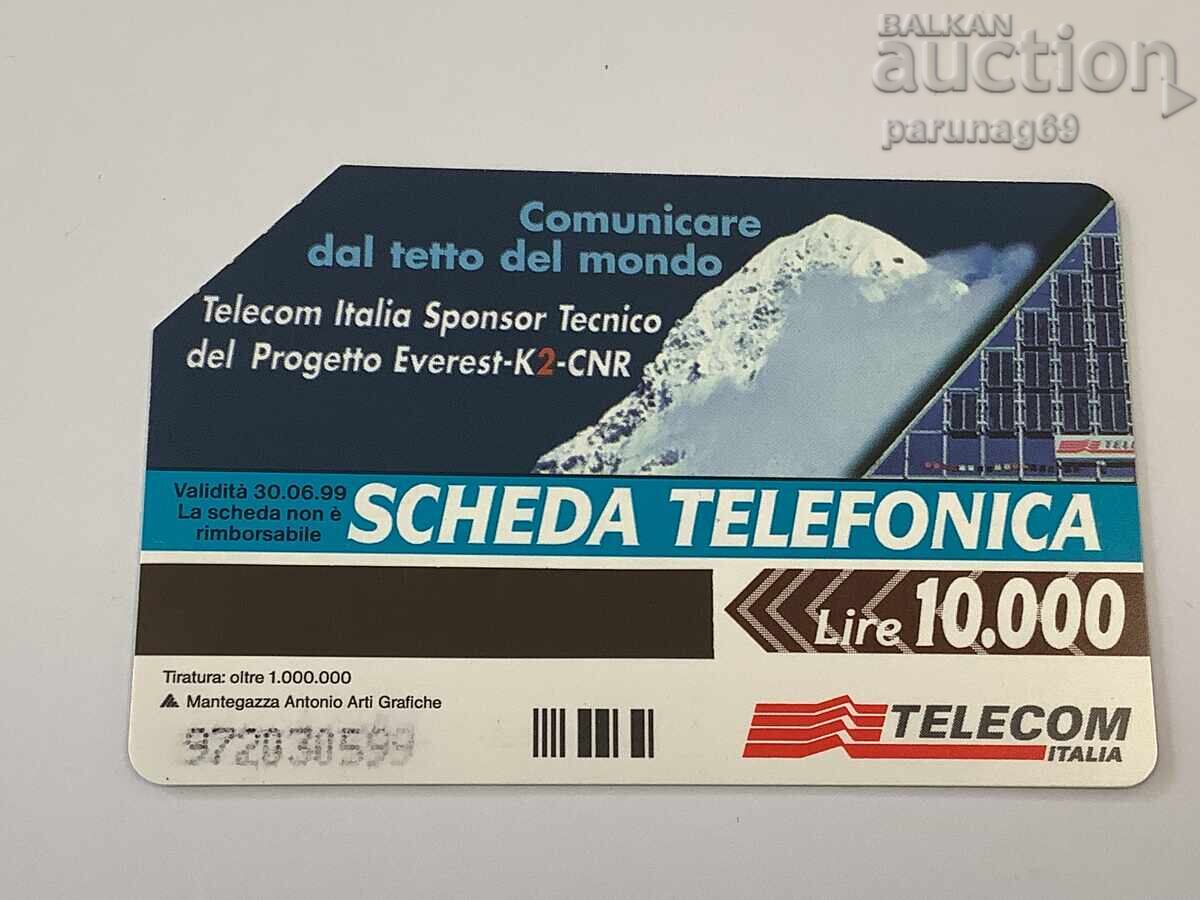 BALKAN
auction
parunag69
Comunicare
dal tetto del mondo
Telecom Italia Sponsor Tecnico
del Progetto Everest-K2-CNR
Validità 30.06.99
La scheda non è
rimborsabile
SCHEDA TELEFONICA
Lire 10.000
Tiratura: oltre 1.000.000
Mantegazza Antonio Arti Grafiche
TELECOM
ITALIA